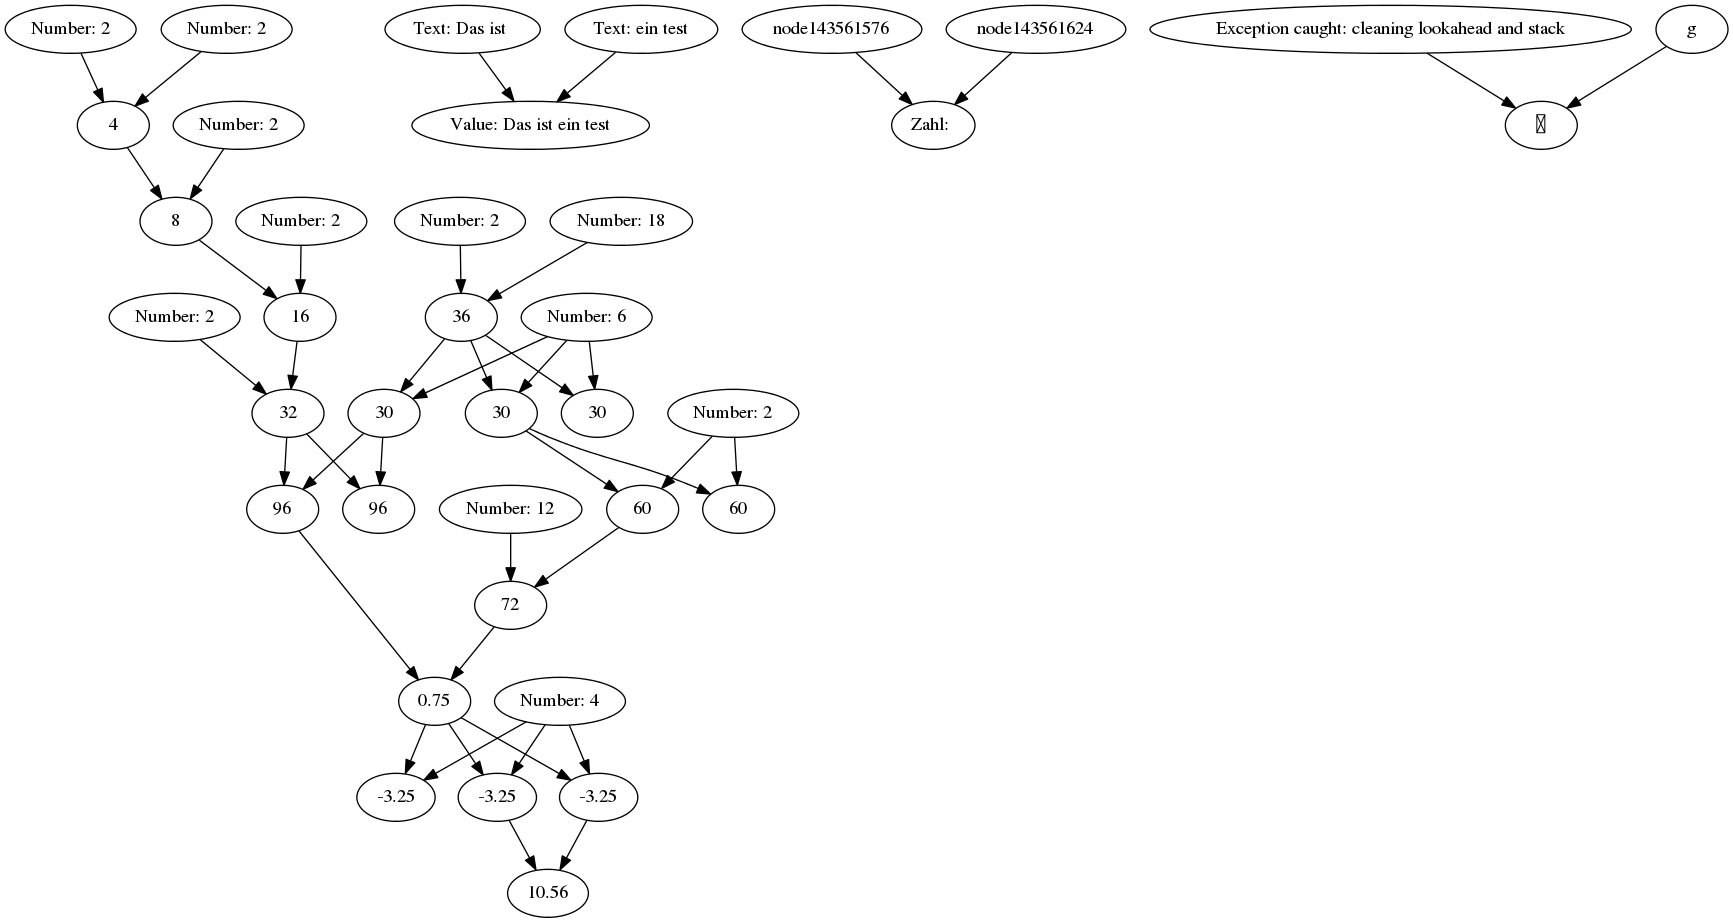 Number: 2
Number: 2
Text: Das ist
Text: ein test
node143561576
node143561624
Exception caught: cleaning lookahead and stack
g
4
Number: 2
Value: Das ist ein test
Zahl:
8
Number: 2
Number: 2
Number: 18
Number: 2
16
36
Number: 6
32
30
30
30
Number: 2
96
96
Number: 12
60
60
72
0.75
Number: 4
-3.25
-3.25
-3.25
10.56